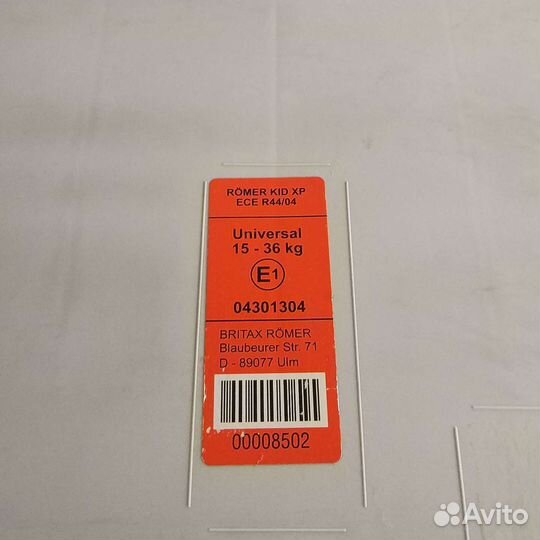 RÖMER KID XP
ECE R44/04
Universal
15 - 36 kg
E1
04301304
BRITAX RÖMER
Blaubeurer Str. 71
D - 89077 Ulm
00008502
Avito